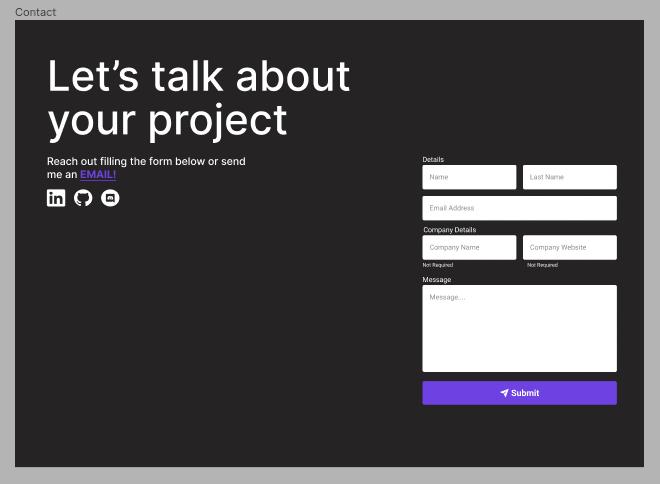 Contact
Let’s talk about
your project
Reach out filling the form below or send
me an EMAIL!
in
Details
Name
Last Name
Email Address
Company Details
Company Name
Company Website
Not Required
Not Required
Message
Message....
Submit